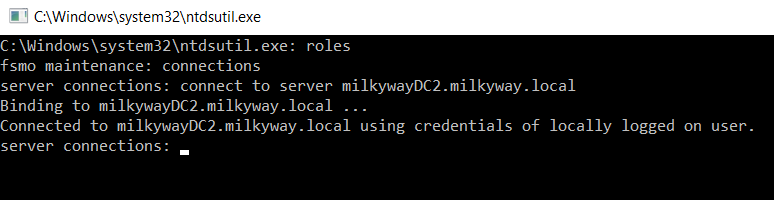 C:\Windows\system32\ntdsutil.exe
C:\Windows\system32\ntdsutil.exe: roles
fsmo maintenance: connections
server connections: connect to server milkywayDC2.milkyway.local
Binding to milkywayDC2.milkyway.local ...
Connected to milkywayDC2.milkyway.local using credentials of locally logged on user.
server connections: